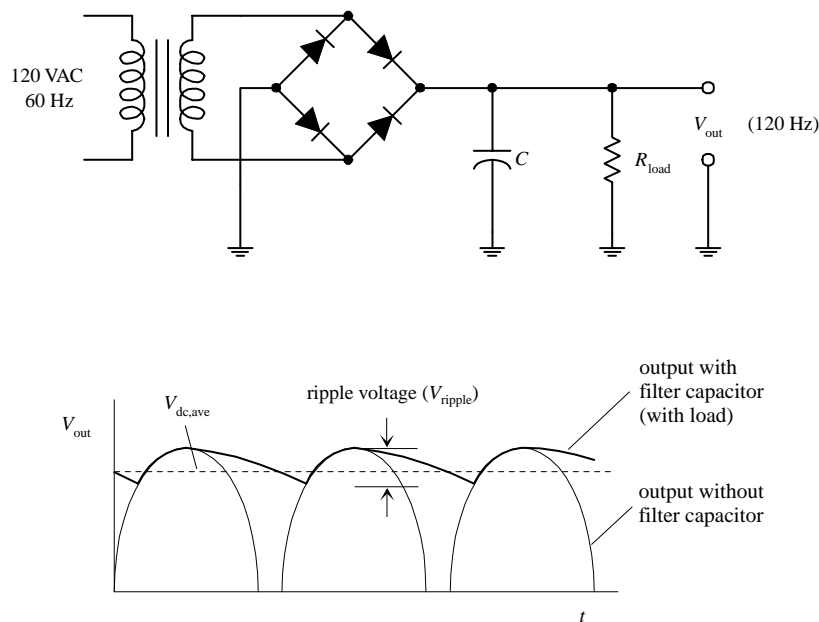 120 VAC
60 Hz
C
R_load
V_out (120 Hz)
V_out
V_dc,ave
ripple voltage (V_ripple)
output with
filter capacitor
(with load)
output without
filter capacitor
t